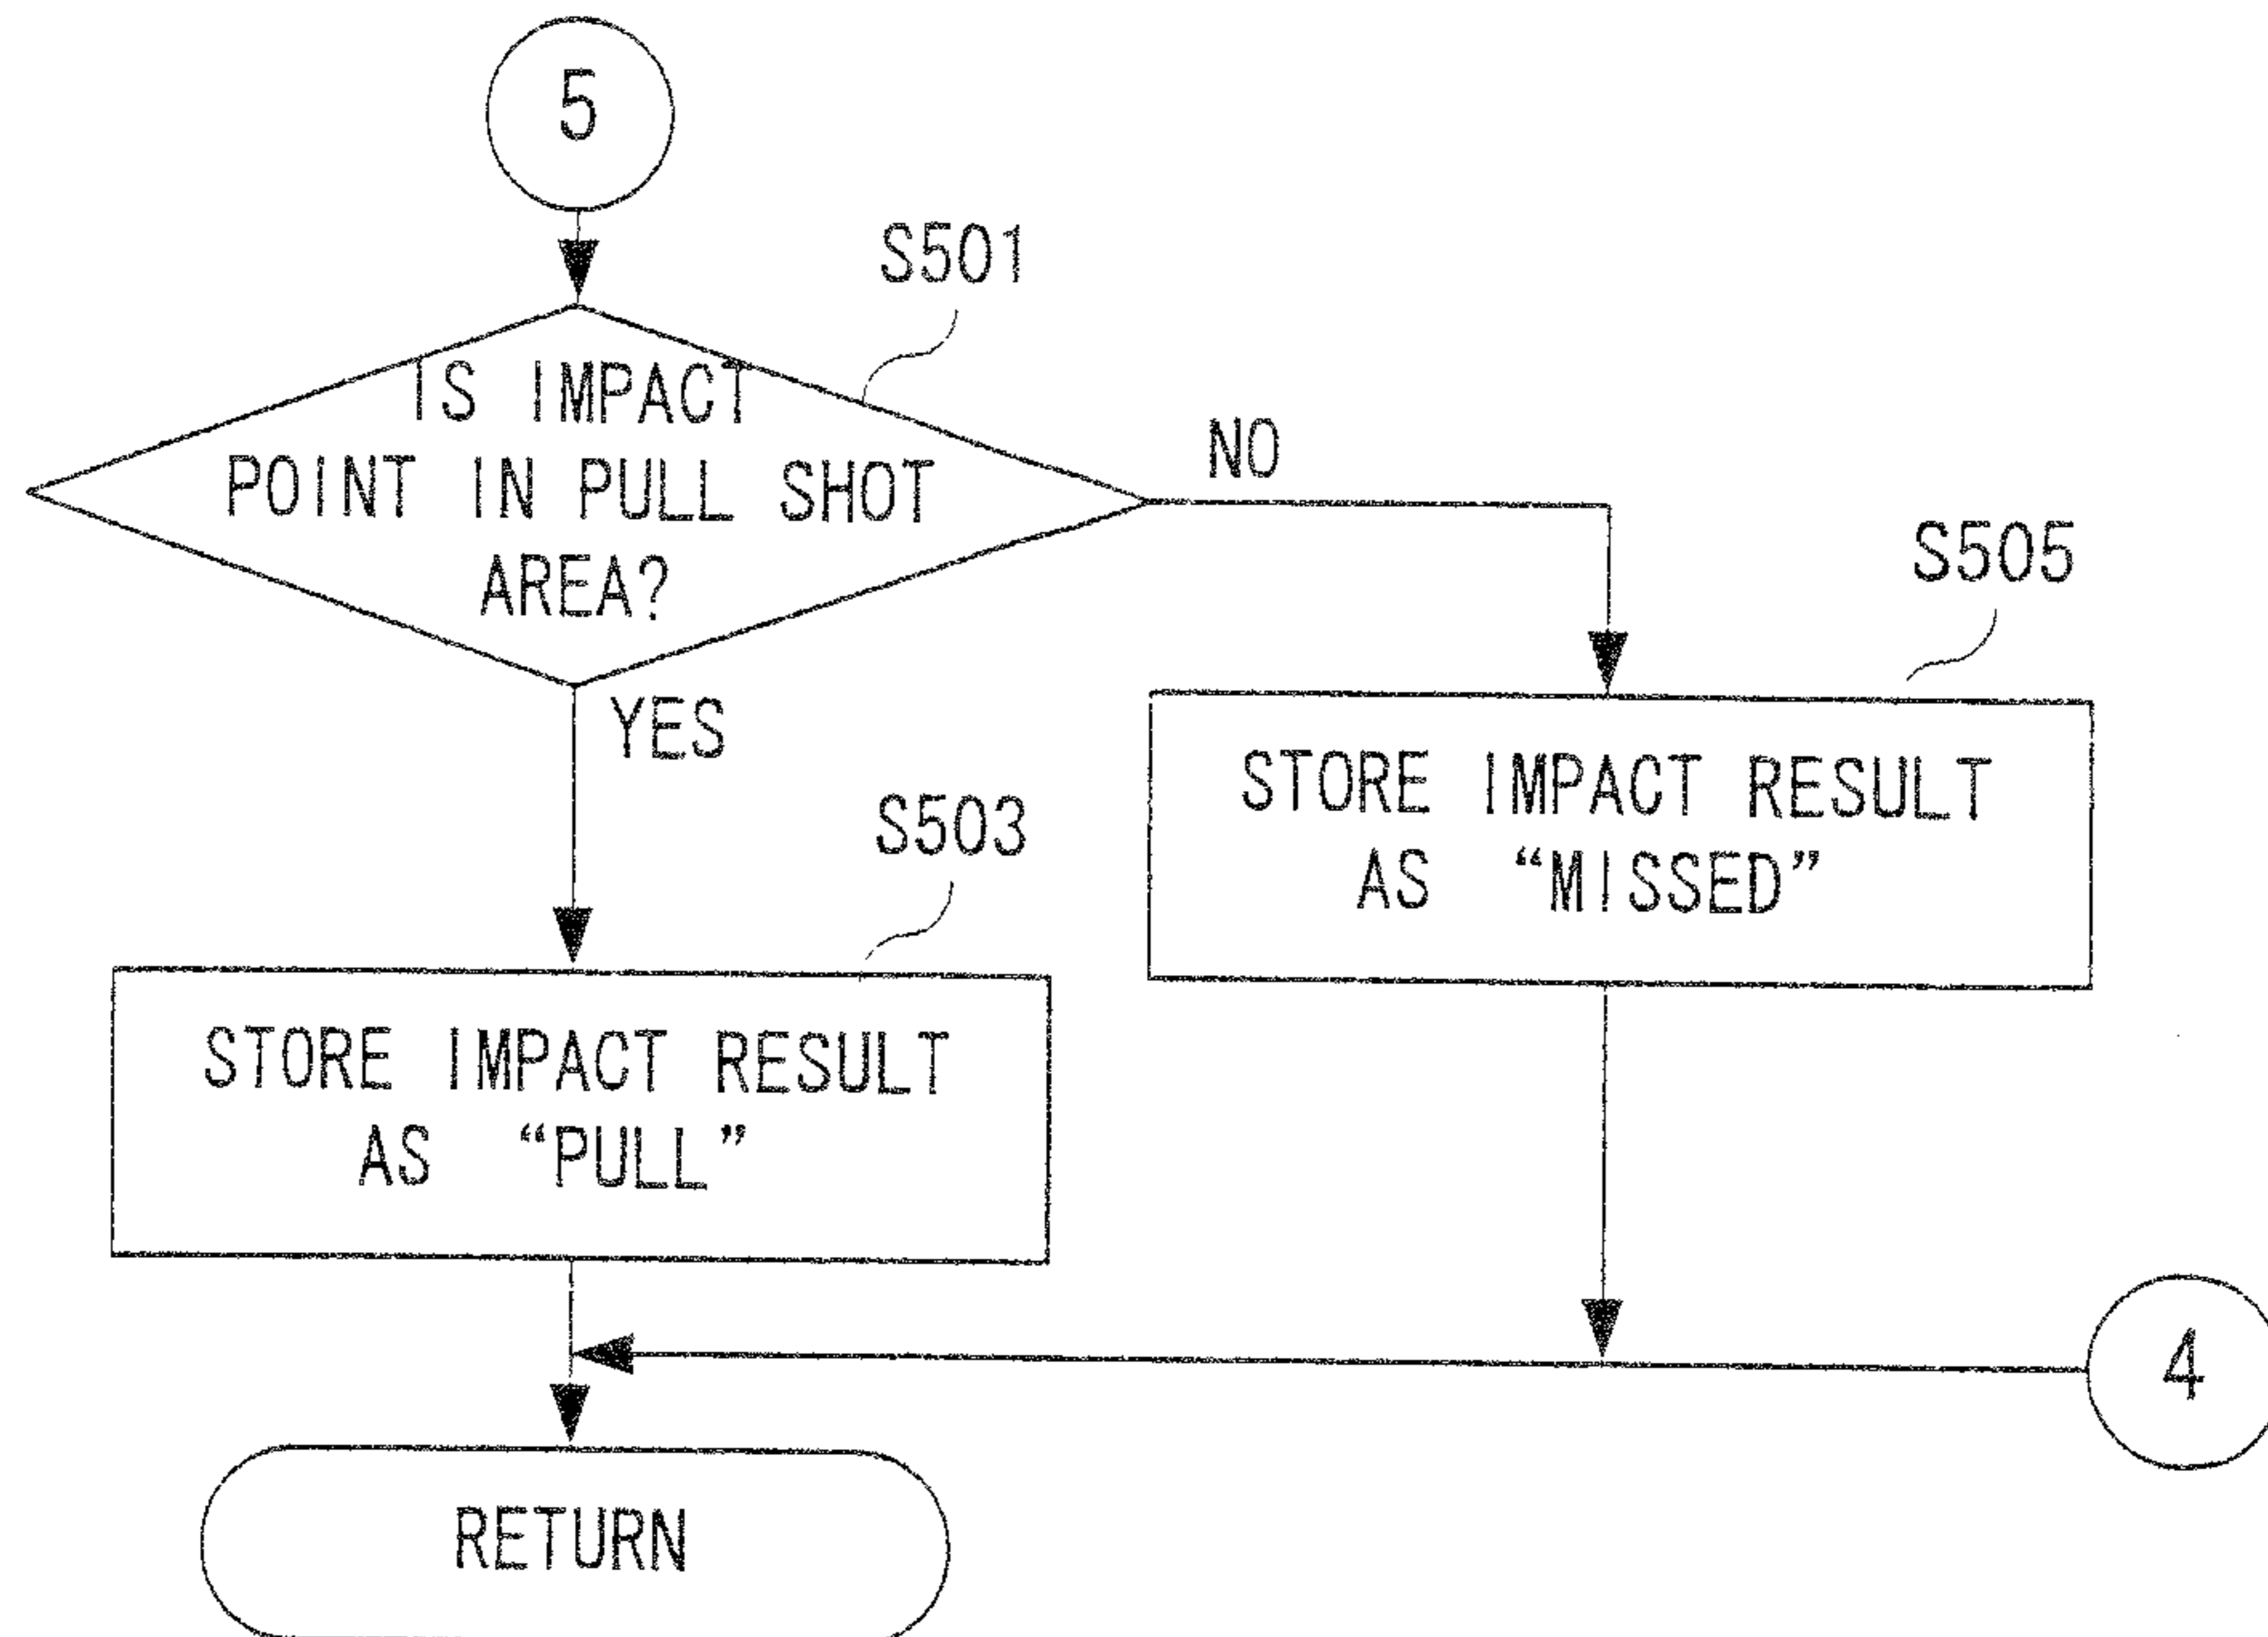 5
S501
IS IMPACT
POINT IN PULL SHOT
AREA?
NO
YES
S505
STORE IMPACT RESULT
AS “MISSED”
S503
STORE IMPACT RESULT
AS “PULL”
4
RETURN